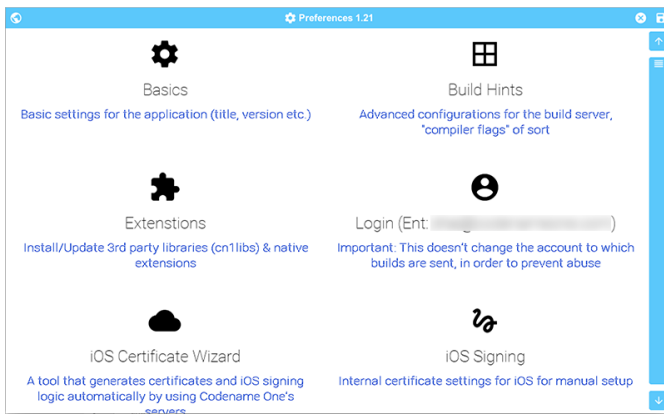 Preferences 1.21
Basics
Basic settings for the application (title, version etc.)
Build Hints
Advanced configurations for the build server,
"compiler flags" of sort
Extenstions
Install/Update 3rd party libraries (cn1libs) & native
extensions
Login (Ent: )
Important: This doesn't change the account to which
builds are sent, in order to prevent abuse
iOS Certificate Wizard
A tool that generates certificates and iOS signing
logic automatically by using Codename One's
servers
iOS Signing
Internal certificate settings for iOS for manual setup